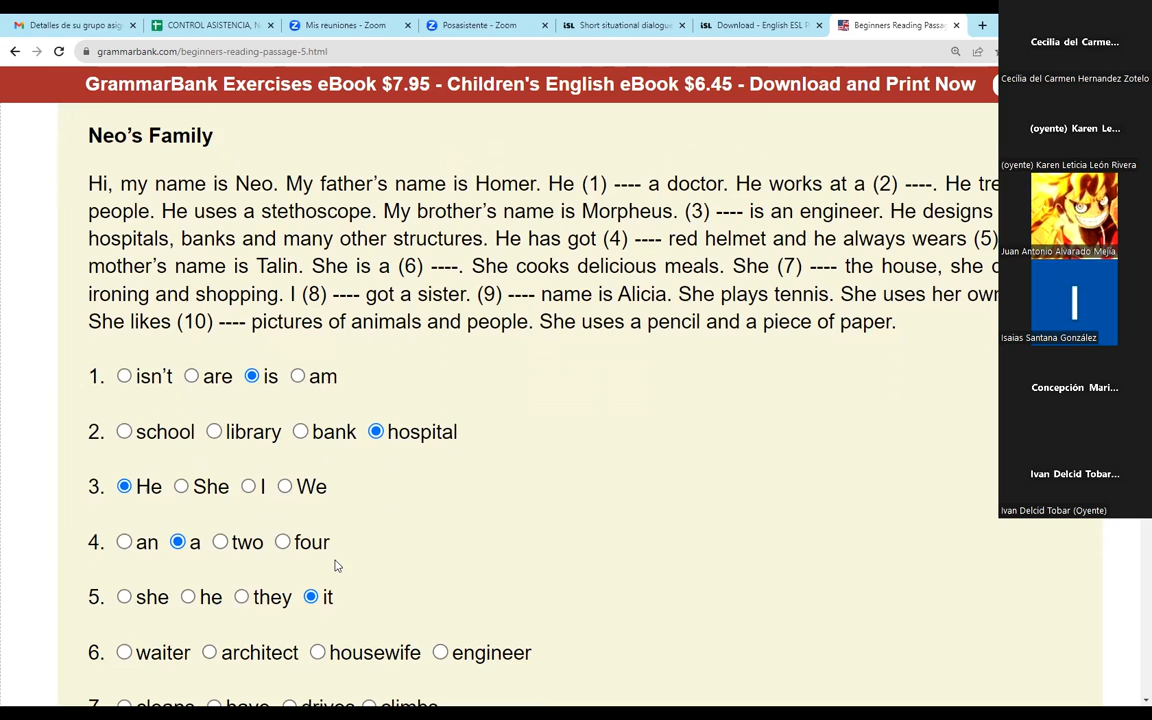 Detalles de su grupo asig
CONTROL ASISTENCIA, N
Mis reuniones - Zoom
Posasistente - Zoom
iSL Short situational dialogue
iSL Download - English ESL P
Beginners Reading Passa
grammarbank.com/beginners-reading-passage-5.html
GrammarBank Exercises eBook $7.95 - Children's English eBook $6.45 - Download and Print Now
Neo's Family
Hi, my name is Neo. My father's name is Homer. He (1) ---- a doctor. He works at a (2) ----. He tre
people. He uses a stethoscope. My brother's name is Morpheus. (3) ---- is an engineer. He designs
hospitals, banks and many other structures. He has got (4) ---- red helmet and he always wears (5)
mother's name is Talin. She is a (6) ----. She cooks delicious meals. She (7) ---- the house, she
ironing and shopping. I (8) ---- got a sister. (9) ---- name is Alicia. She plays tennis. She uses her own
She likes (10) ---- pictures of animals and people. She uses a pencil and a piece of paper.
1. isn't are is am
2. school library bank hospital
3. He She I We
4. an a two four
5. she he they it
6. waiter architect housewife engineer
7. cleans have drives climbs
Cecilia del Carme...
Cecilia del Carmen Hernandez Zotelo
(oyente) Karen Le...
(oyente) Karen Leticia León Rivera
Juan Antonio Alvarado Mejía
I
Isaias Santana González
Concepción Mari...
Ivan Delcid Tobar...
Ivan Delcid Tobar (Oyente)